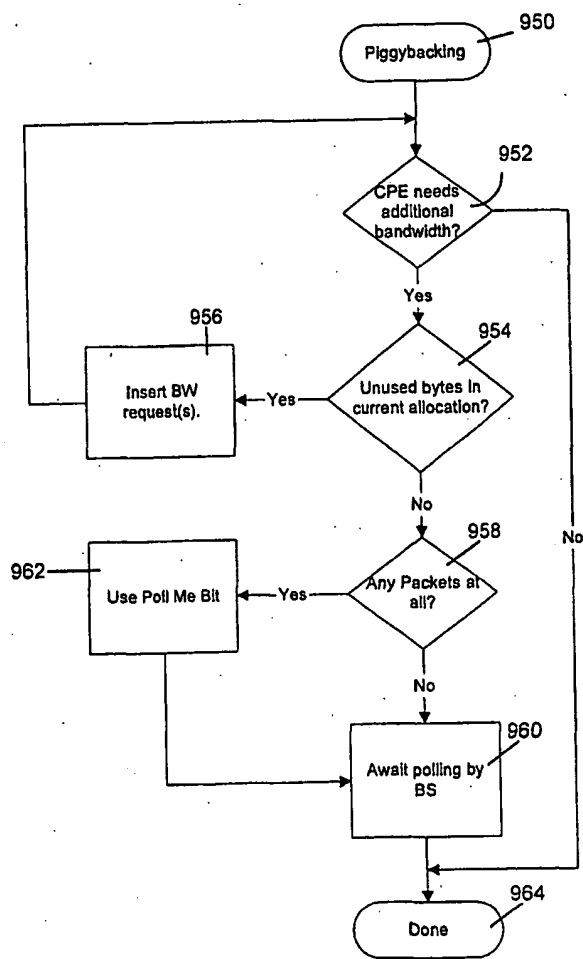 950
Piggybacking
952
CPE needs
additional
bandwidth?
Yes
956
954
Insert BW
request(s).
Yes
Unused bytes in
current allocation?
No
958
No
962
Use Poll Me Bit
Yes
Any Packets at
all?
No
960
Await polling by
BS
964
Done